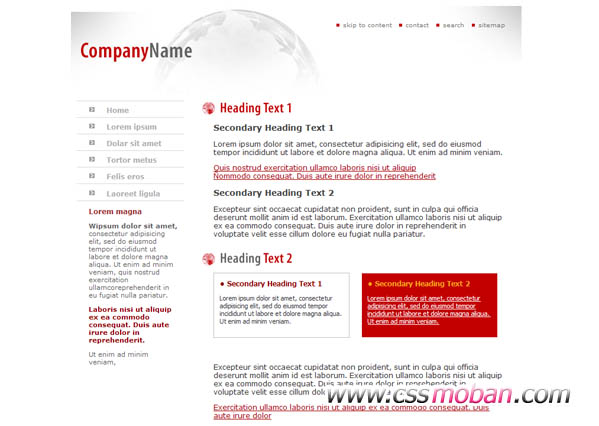 skip to content
contact
search
sitemap
CompanyName
Home
Lorem ipsum
Dolar sit amet
Tortor metus
Felis eros
Laoreet ligula
Lorem magna
Wipsum dolor sit amet,
consectetur adipisicing
elit, sed do eiusmod
tempor incididunt ut
labore et dolore magna
aliqua. Ut enim ad minim
veniam, quis nostrud
exercitation
ullamcoreprehenderit in
eu fugiat nulla pariatur.
Laboris nisi ut aliquip
ex ea commodo
consequat. Duis aute
irure dolor in
reprehenderit.
Ut enim ad minim
veniam,
Heading Text 1
Secondary Heading Text 1
Lorem ipsum dolor sit amet, consectetur adipisicing elit, sed do eiusmod
tempor incididunt ut labore et dolore magna aliqua. Ut enim ad minim veniam.
Quis nostrud exercitation ullamco laboris nisi ut aliquip
Nommodo consequat. Duis aute irure dolor in reprehenderit
Secondary Heading Text 2
Excepteur sint occaecat cupidatat non proident, sunt in culpa qui officia
deserunt mollit anim id est laborum. Exercitation ullamco laboris nisi ut aliquip
ex ea commodo consequat. Duis aute irure dolor in reprehenderit in
voluptate velit esse cillum dolore eu fugiat nulla pariatur.
Heading Text 2
Secondary Heading Text 1
Lorem ipsum dolor sit amet, consectetur
adipisicing elit, sed do eiusmod tempor
incididunt ut labore et dolore magna aliqua.
Ut enim ad minim veniam.
Secondary Heading Text 2
Lorem ipsum dolor sit amet, consectetur
adipisicing elit, sed do eiusmod tempor
incididunt ut labore et dolore magna aliqua.
Ut enim ad minim veniam.
Excepteur sint occaecat cupidatat non proident, sunt in culpa qui officia
deserunt mollit anim id est laborum. Exercitation ullamco laboris nisi ut aliquip
ex ea commodo consequat. Duis aute irure dolor in reprehenderit in
voluptate velit esse cillum
Exercitation ullamco laboris nisi ut aliquip ex ea commodo consequat. Duis
aute irure dolor
www.cssmoban.com